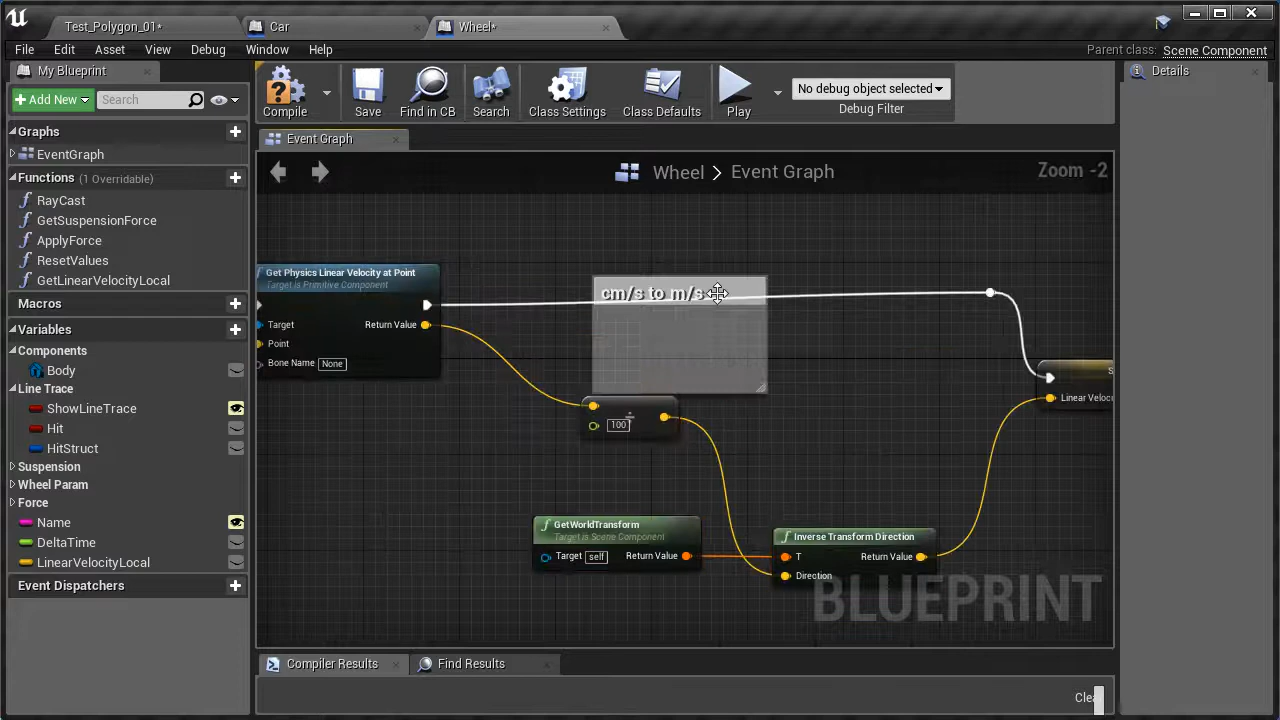 Test_Polygon_01*
Car
Wheel*
File Edit Asset View Debug Window Help
Parent class: Scene Component
My Blueprint
Details
Add New
Search
Compile
Save
Find in CB
Search
Class Settings
Class Defaults
Play
No debug object selected
Debug Filter
Graphs
EventGraph
Functions (1 Overridable)
RayCast
GetSuspensionForce
ApplyForce
ResetValues
GetLinearVelocityLocal
Macros
Variables
Components
Body
Line Trace
ShowLineTrace
Hit
HitStruct
Suspension
Wheel Param
Force
Name
DeltaTime
LinearVelocityLocal
Event Dispatchers
Event Graph
Wheel > Event Graph
Zoom -2
Get Physics Linear Velocity at Point
Target is Primitive Component
Target Return Value
Point
Bone Name None
cm/s to m/s
100
S
Linear Veloc
GetWorldTransform
Target is Scene Component
Target self Return Value
Inverse Transform Direction
T Return Value
Direction
BLUEPRINT
Compiler Results
Find Results
Clea